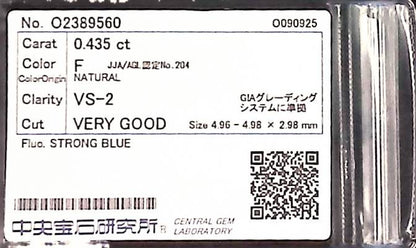 No. O2389560 O090925
Carat 0.435 ct
Color F JJA/AGL認定No.204
ColorOrigin NATURAL
Clarity VS-2 GIAグレーディング
システムに準拠
Cut VERY GOOD Size 4.96 - 4.98 × 2.98 mm
Fluo. STRONG BLUE
中央宝石研究所® CENTRAL GEM
LABORATORY